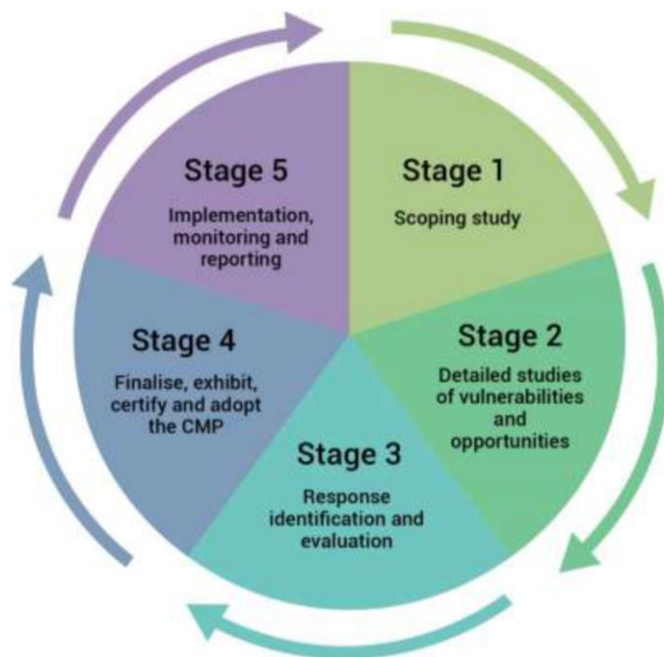 Stage 1
Scoping study
Stage 2
Detailed studies
of vulnerabilities
and
opportunities
Stage 3
Response
identification and
evaluation
Stage 4
Finalise, exhibit,
certify and adopt
the CMP
Stage 5
Implementation,
monitoring and
reporting